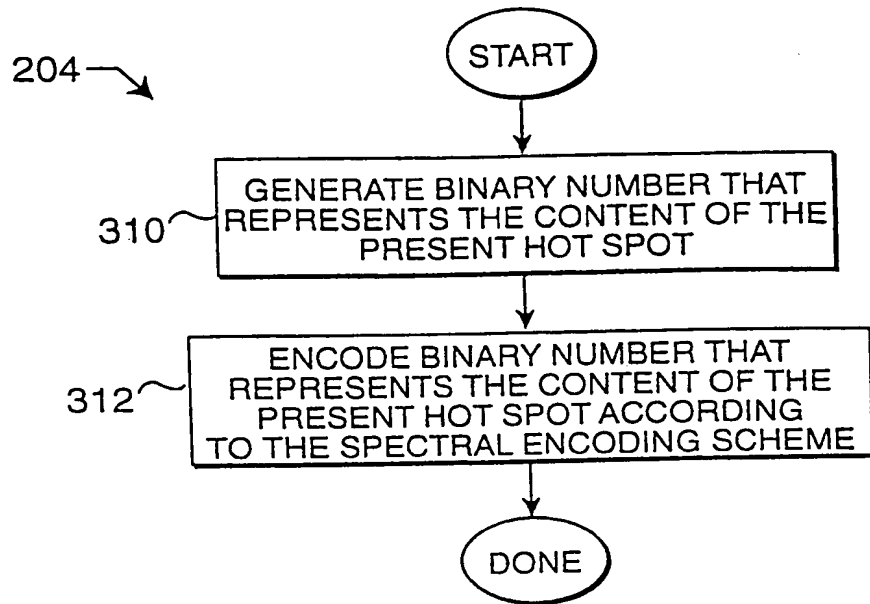 204
START
310
GENERATE BINARY NUMBER THAT
REPRESENTS THE CONTENT OF THE
PRESENT HOT SPOT
312
ENCODE BINARY NUMBER THAT
REPRESENTS THE CONTENT OF THE
PRESENT HOT SPOT ACCORDING
TO THE SPECTRAL ENCODING SCHEME
DONE